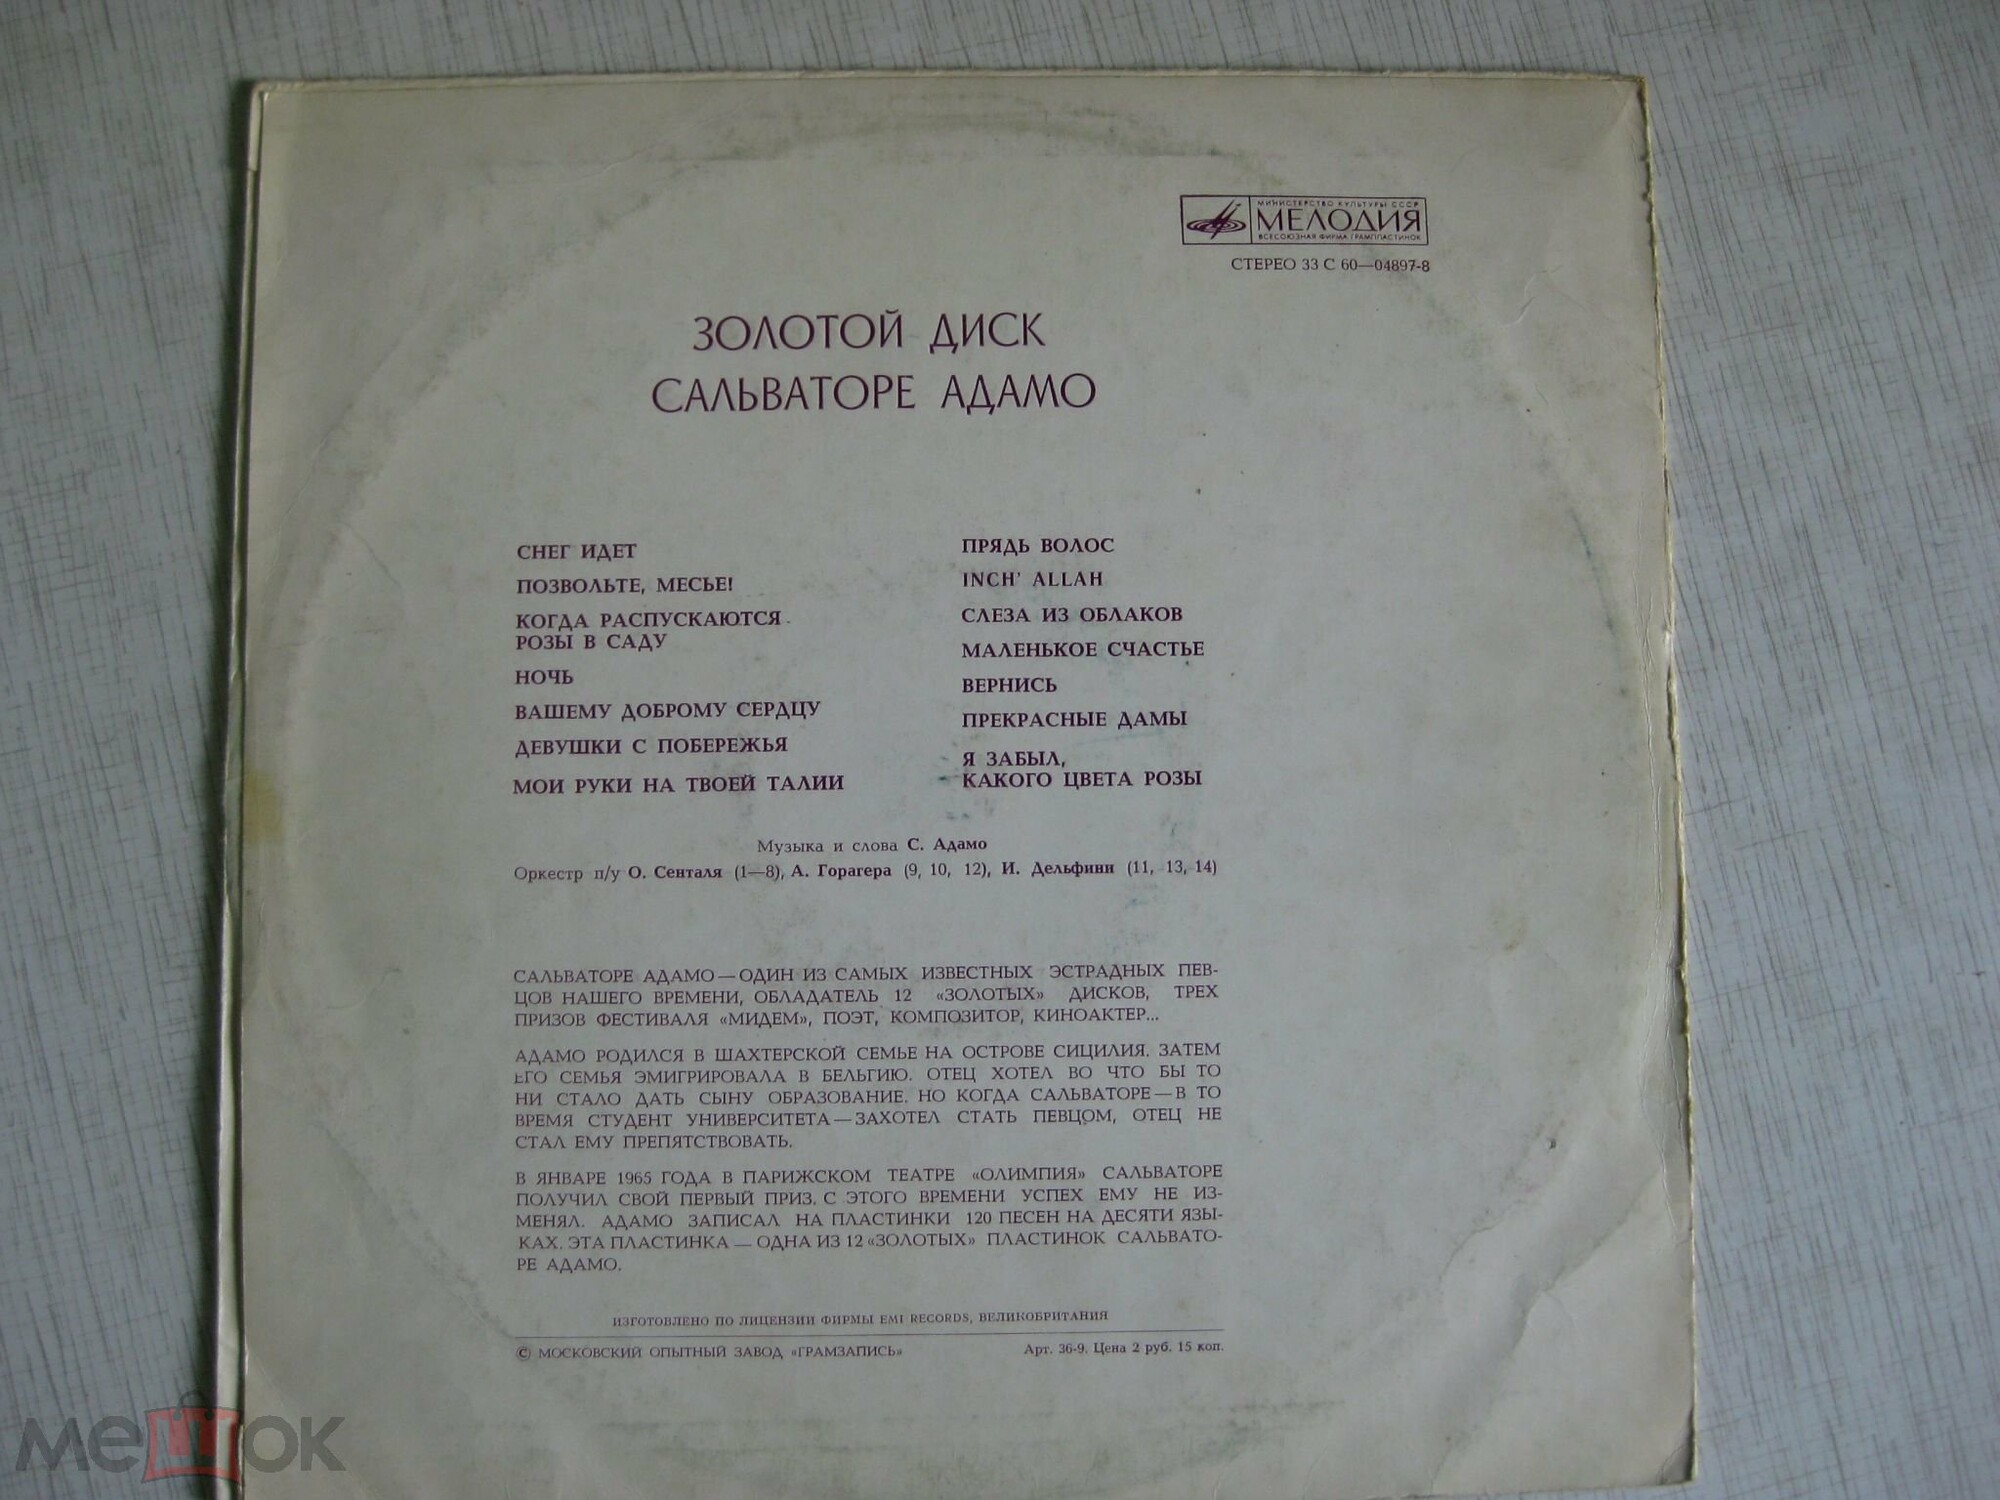 МИНИСТЕРСТВО КУЛЬТУРЫ СССР
МЕЛОДИЯ
ВСЕСОЮЗНАЯ ФИРМА ГРАМПЛАСТИНОК
СТЕРЕО 33 С 60—04897-8
ЗОЛОТОЙ ДИСК
САЛЬВАТОРЕ АДАМО
СНЕГ ИДЕТ
ПОЗВОЛЬТЕ, МЕСЬЕ!
КОГДА РАСПУСКАЮТСЯ
РОЗЫ В САДУ
НОЧЬ
ВАШЕМУ ДОБРОМУ СЕРДЦУ
ДЕВУШКИ С ПОБЕРЕЖЬЯ
МОИ РУКИ НА ТВОЕЙ ТАЛИИ
ПРЯДЬ ВОЛОС
INCH' ALLAH
СЛЕЗА ИЗ ОБЛАКОВ
МАЛЕНЬКОЕ СЧАСТЬЕ
ВЕРНИСЬ
ПРЕКРАСНЫЕ ДАМЫ
Я ЗАБЫЛ,
КАКОГО ЦВЕТА РОЗЫ
Музыка и слова С. Адамо
Оркестр п/у О. Сенталя (1—8), А. Горагера (9, 10, 12), И. Дельфини (11, 13, 14)
САЛЬВАТОРЕ АДАМО—ОДИН ИЗ САМЫХ ИЗВЕСТНЫХ ЭСТРАДНЫХ ПЕВ-
ЦОВ НАШЕГО ВРЕМЕНИ, ОБЛАДАТЕЛЬ 12 «ЗОЛОТЫХ» ДИСКОВ, ТРЕХ
ПРИЗОВ ФЕСТИВАЛЯ «МИДЕМ», ПОЭТ, КОМПОЗИТОР, КИНОАКТЕР...
АДАМО РОДИЛСЯ В ШАХТЕРСКОЙ СЕМЬЕ НА ОСТРОВЕ СИЦИЛИЯ. ЗАТЕМ
ЕГО СЕМЬЯ ЭМИГРИРОВАЛА В БЕЛЬГИЮ. ОТЕЦ ХОТЕЛ ВО ЧТО БЫ ТО
НИ СТАЛО ДАТЬ СЫНУ ОБРАЗОВАНИЕ. НО КОГДА САЛЬВАТОРЕ—В ТО
ВРЕМЯ СТУДЕНТ УНИВЕРСИТЕТА—ЗАХОТЕЛ СТАТЬ ПЕВЦОМ, ОТЕЦ НЕ
СТАЛ ЕМУ ПРЕПЯТСТВОВАТЬ.
В ЯНВАРЕ 1965 ГОДА В ПАРИЖСКОМ ТЕАТРЕ «ОЛИМПИЯ» САЛЬВАТОРЕ
ПОЛУЧИЛ СВОЙ ПЕРВЫЙ ПРИЗ. С ЭТОГО ВРЕМЕНИ УСПЕХ ЕМУ НЕ ИЗ-
МЕНЯЛ. АДАМО ЗАПИСАЛ НА ПЛАСТИНКИ 120 ПЕСЕН НА ДЕСЯТИ ЯЗЫ-
КАХ. ЭТА ПЛАСТИНКА—ОДНА ИЗ 12 «ЗОЛОТЫХ» ПЛАСТИНОК САЛЬВАТО-
РЕ АДАМО.
ИЗГОТОВЛЕНО ПО ЛИЦЕНЗИИ ФИРМЫ EMI RECORDS, ВЕЛИКОБРИТАНИЯ
© МОСКОВСКИЙ ОПЫТНЫЙ ЗАВОД «ГРАМЗАПИСЬ»
Арт. 36-9. Цена 2 руб. 15 коп.
мешок